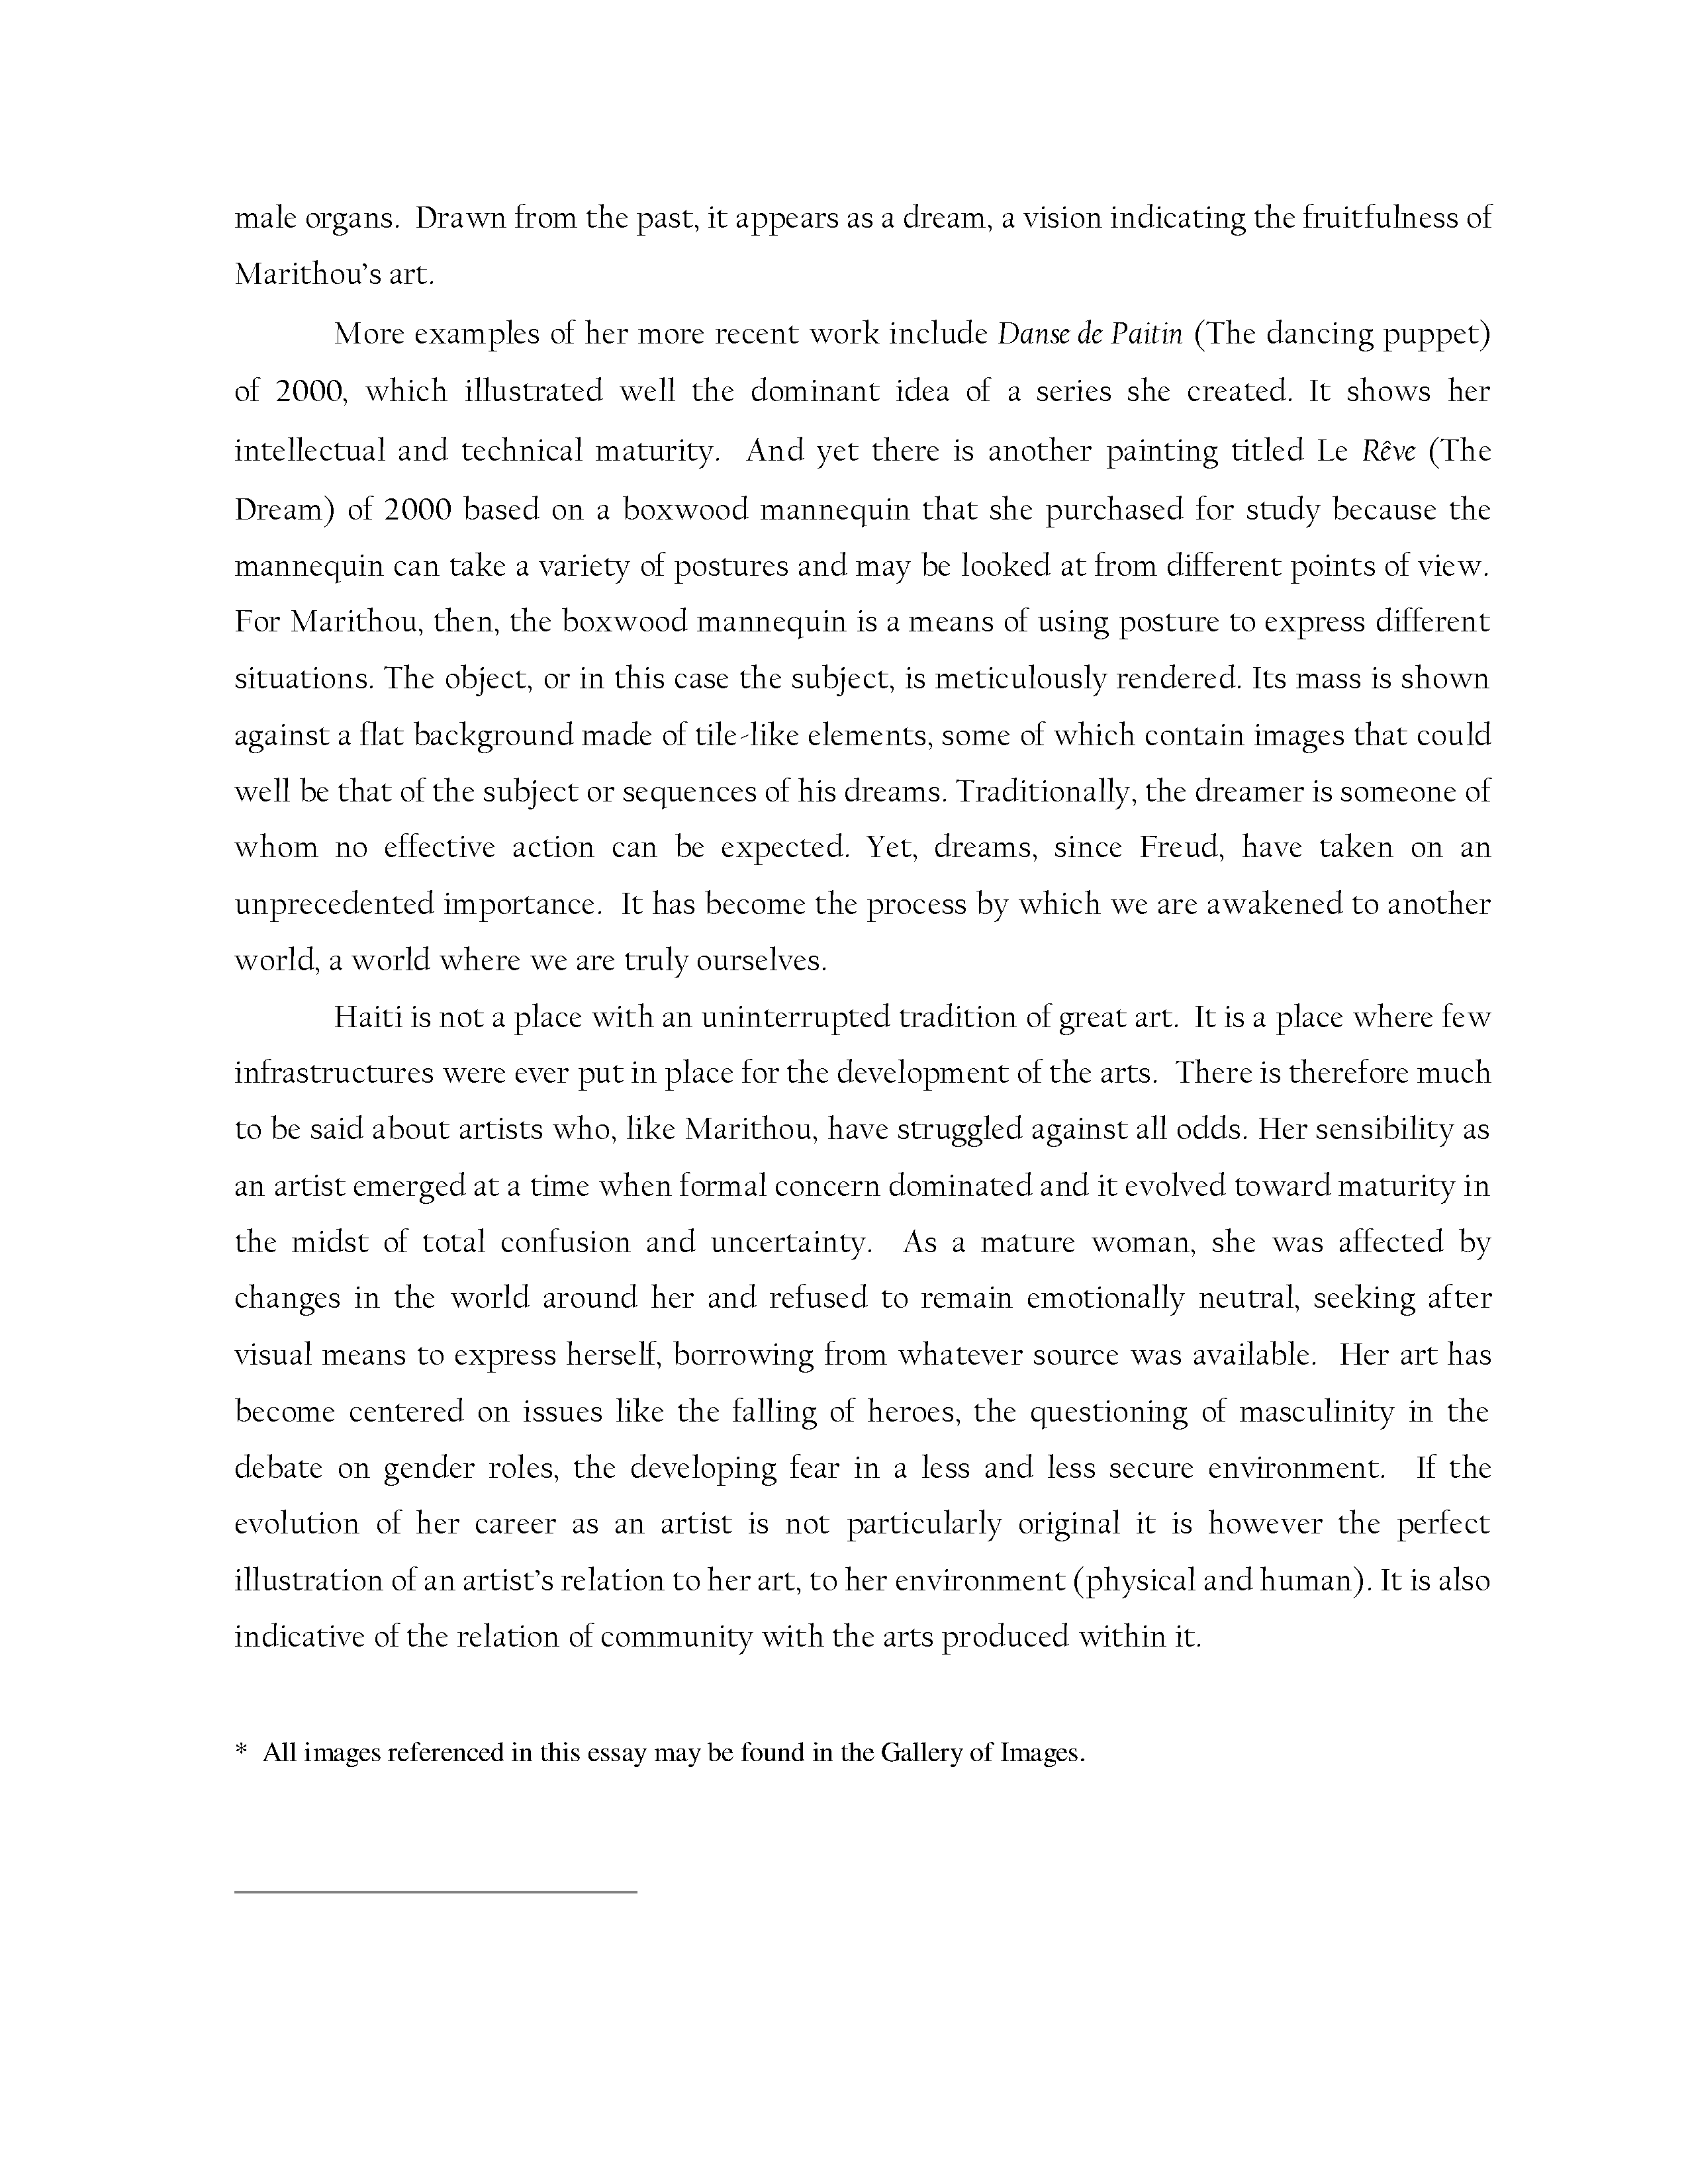 male organs.  Drawn from the past, it appears as a dream, a vision indicating the fruitfulness of
Marithou’s art.
More examples of her more recent work include Danse de Paitin (The dancing puppet)
of 2000, which illustrated well the dominant idea of a series she created. It shows her
intellectual and technical maturity.  And yet there is another painting titled Le Rêve (The
Dream) of 2000 based on a boxwood mannequin that she purchased for study because the
mannequin can take a variety of postures and may be looked at from different points of view.
For Marithou, then, the boxwood mannequin is a means of using posture to express different
situations. The object, or in this case the subject, is meticulously rendered. Its mass is shown
against a flat background made of tile-like elements, some of which contain images that could
well be that of the subject or sequences of his dreams. Traditionally, the dreamer is someone of
whom no effective action can be expected. Yet, dreams, since Freud, have taken on an
unprecedented importance.  It has become the process by which we are awakened to another
world, a world where we are truly ourselves.
Haiti is not a place with an uninterrupted tradition of great art.  It is a place where few
infrastructures were ever put in place for the development of the arts.  There is therefore much
to be said about artists who, like Marithou, have struggled against all odds. Her sensibility as
an artist emerged at a time when formal concern dominated and it evolved toward maturity in
the midst of total confusion and uncertainty.  As a mature woman, she was affected by
changes in the world around her and refused to remain emotionally neutral, seeking after
visual means to express herself, borrowing from whatever source was available.  Her art has
become centered on issues like the falling of heroes, the questioning of masculinity in the
debate on gender roles, the developing fear in a less and less secure environment.  If the
evolution of her career as an artist is not particularly original it is however the perfect
illustration of an artist’s relation to her art, to her environment (physical and human). It is also
indicative of the relation of community with the arts produced within it.
*  All images referenced in this essay may be found in the Gallery of Images.